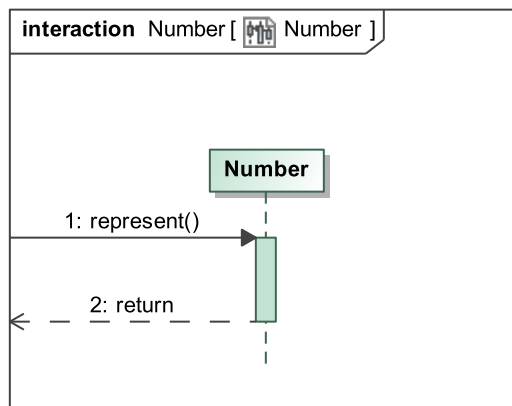 interaction Number [ Number ]
Number
1: represent()
2: return